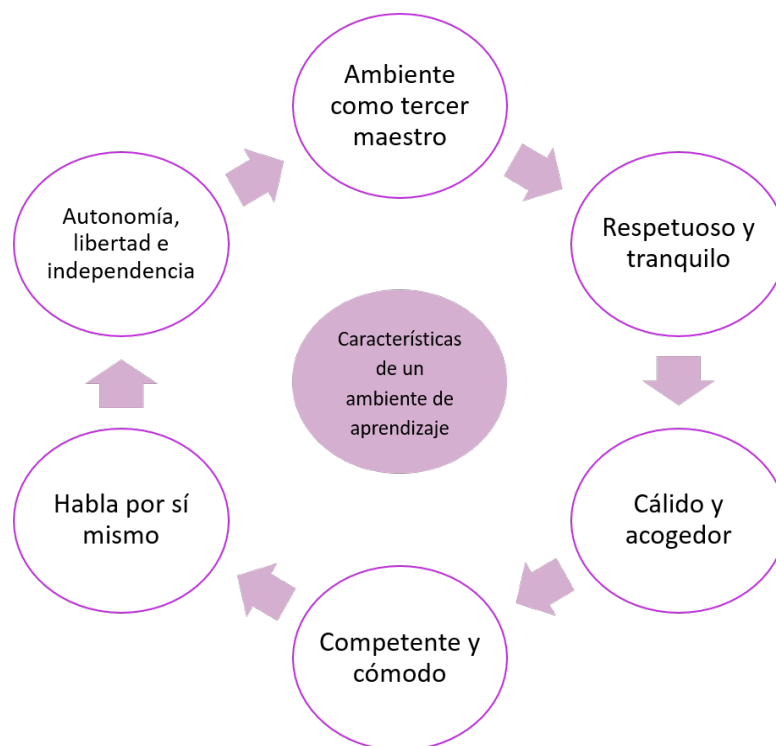 Ambiente
como tercer
maestro
Respetuoso y
tranquilo
Cálido y
acogedor
Competente y
cómodo
Habla por sí
mismo
Autonomía,
libertad e
independencia
Características
de un
ambiente de
aprendizaje